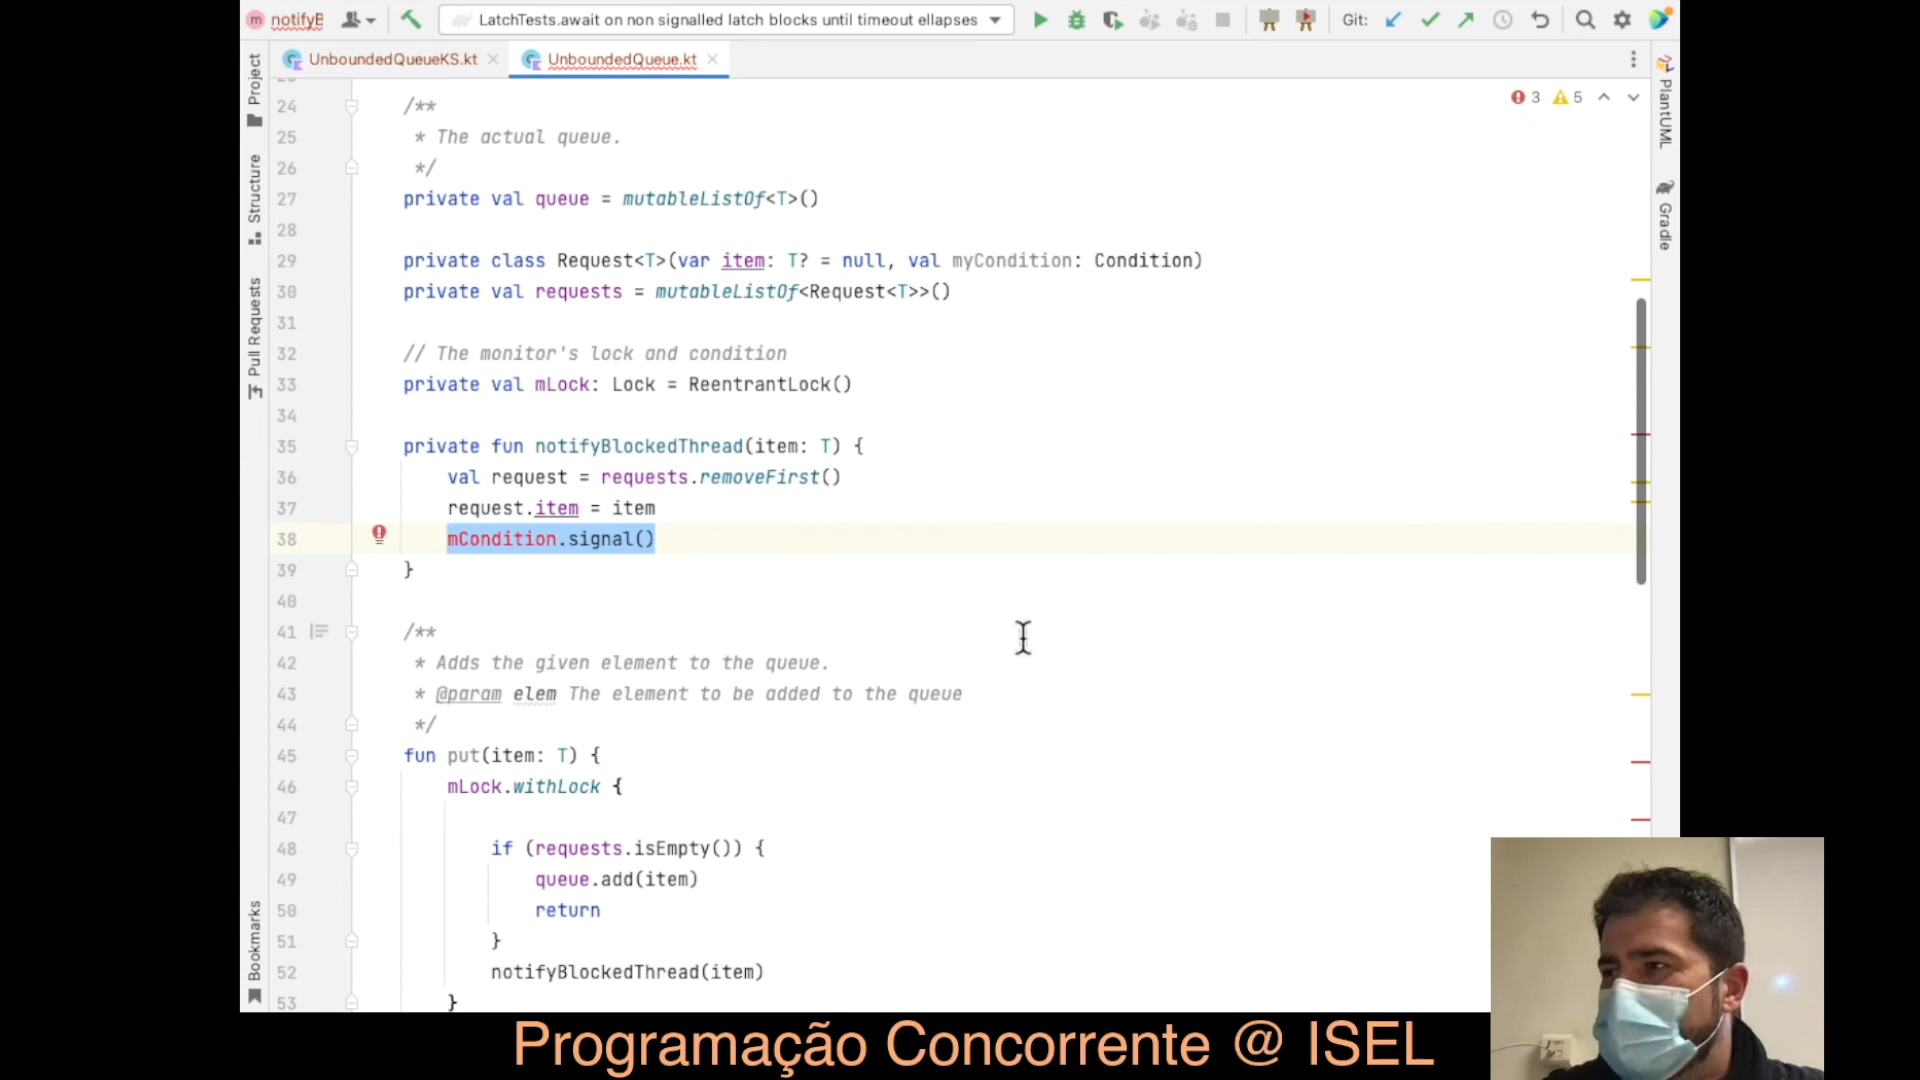 notifyB
LatchTests.await on non signalled latch blocks until timeout ellapses
Git:
UnboundedQueueKS.kt
UnboundedQueue.kt
Project
Structure
Pull Requests
Bookmarks
PlantUML
Gradle
3
5
24 /**
25 * The actual queue.
26 */
27 private val queue = mutableListOf<T>()
28
29 private class Request<T>(var item: T? = null, val myCondition: Condition)
30 private val requests = mutableListOf<Request<T>>()
31
32 // The monitor's lock and condition
33 private val mLock: Lock = ReentrantLock()
34
35 private fun notifyBlockedThread(item: T) {
36 val request = requests.removeFirst()
37 request.item = item
38 mCondition.signal()
39 }
40
41 /**
42 * Adds the given element to the queue.
43 * @param elem The element to be added to the queue
44 */
45 fun put(item: T) {
46 mLock.withLock {
47
48 if (requests.isEmpty()) {
49 queue.add(item)
50 return
51 }
52 notifyBlockedThread(item)
53 }
Programação Concorrente @ ISEL